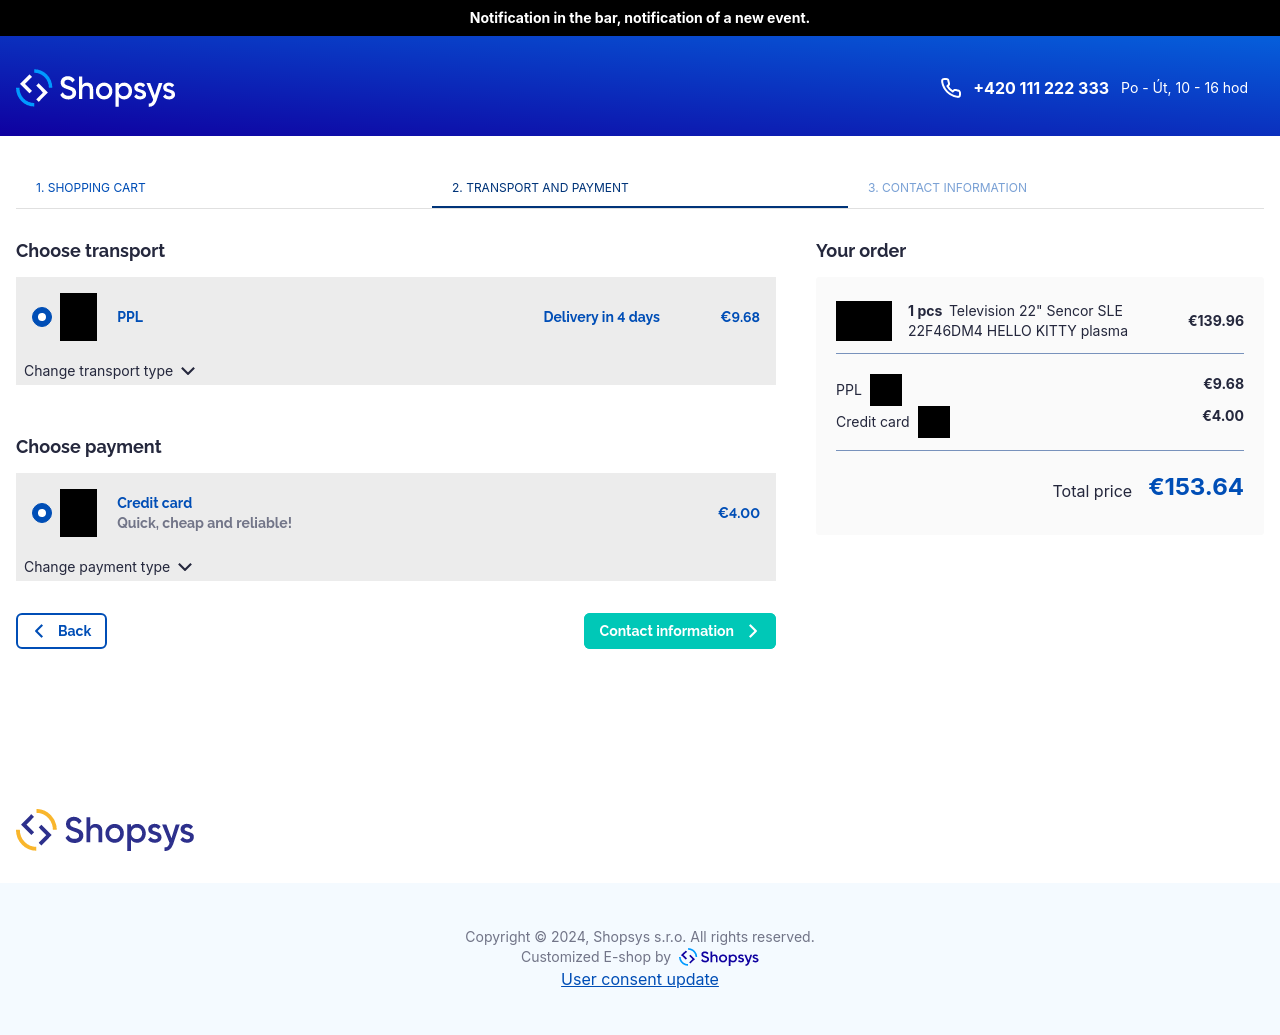 Notification in the bar, notification of a new event.
Shopsys
+420 111 222 333 Po - Út, 10 - 16 hod
1. SHOPPING CART
2. TRANSPORT AND PAYMENT
3. CONTACT INFORMATION
Choose transport
PPL Delivery in 4 days €9.68
Change transport type
Choose payment
Credit card €4.00
Quick, cheap and reliable!
Change payment type
Back
Contact information
Your order
1 pcs Television 22" Sencor SLE
22F46DM4 HELLO KITTY plasma
€139.96
PPL €9.68
Credit card €4.00
Total price €153.64
Shopsys
Copyright © 2024, Shopsys s.r.o. All rights reserved.
Customized E-shop by Shopsys
User consent update